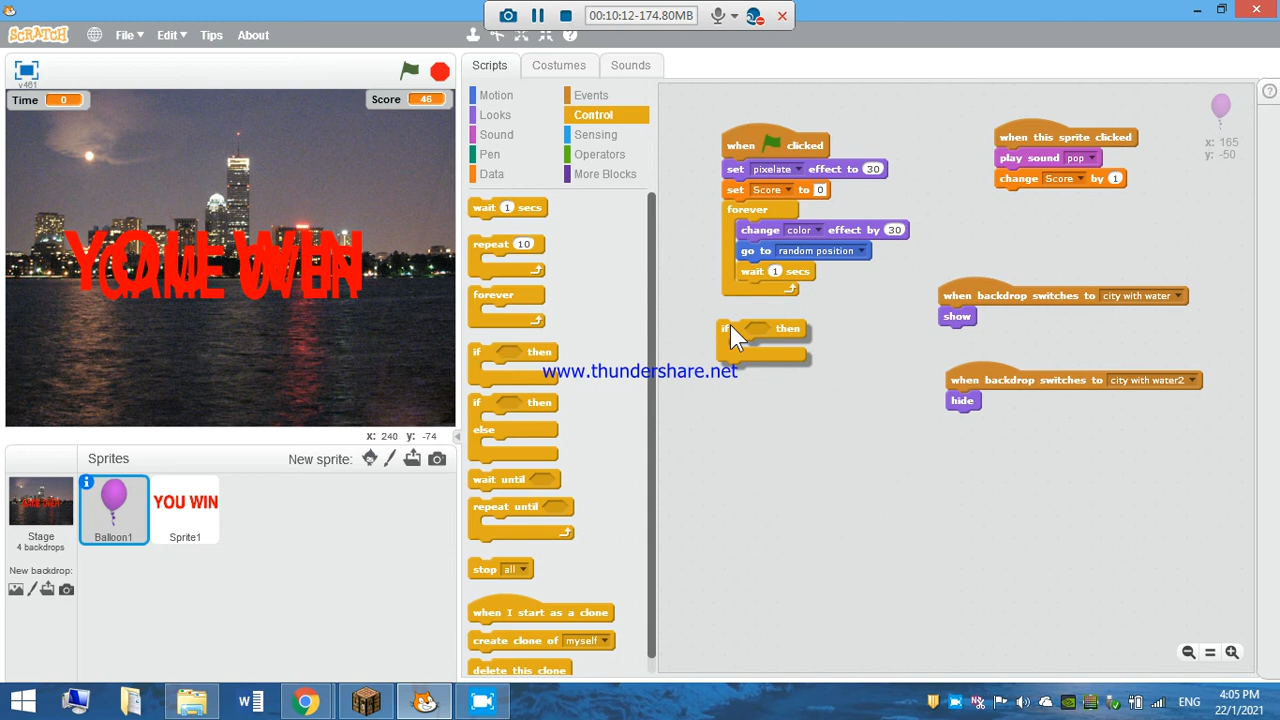 00:10:12-174.80MB
SCRATCH
File
Edit
Tips
About
v461
Time 0
Score 46
YOU WIN
GAME OVER
x: 240 y: -74
Sprites
New sprite:
Stage
4 backdrops
New backdrop:
Balloon1
YOU WIN
Sprite1
Scripts
Costumes
Sounds
Motion
Looks
Sound
Pen
Data
Events
Control
Sensing
Operators
More Blocks
wait 1 secs
repeat 10
forever
if then
if then
else
wait until
repeat until
stop all
when I start as a clone
create clone of myself
delete this clone
when clicked
set pixelate effect to 30
set Score to 0
forever
change color effect by 30
go to random position
wait 1 secs
if then
www.thundershare.net
when this sprite clicked
play sound pop
change Score by 1
when backdrop switches to city with water
show
when backdrop switches to city with water2
hide
x: 165
y: -50
ENG
4:05 PM
22/1/2021